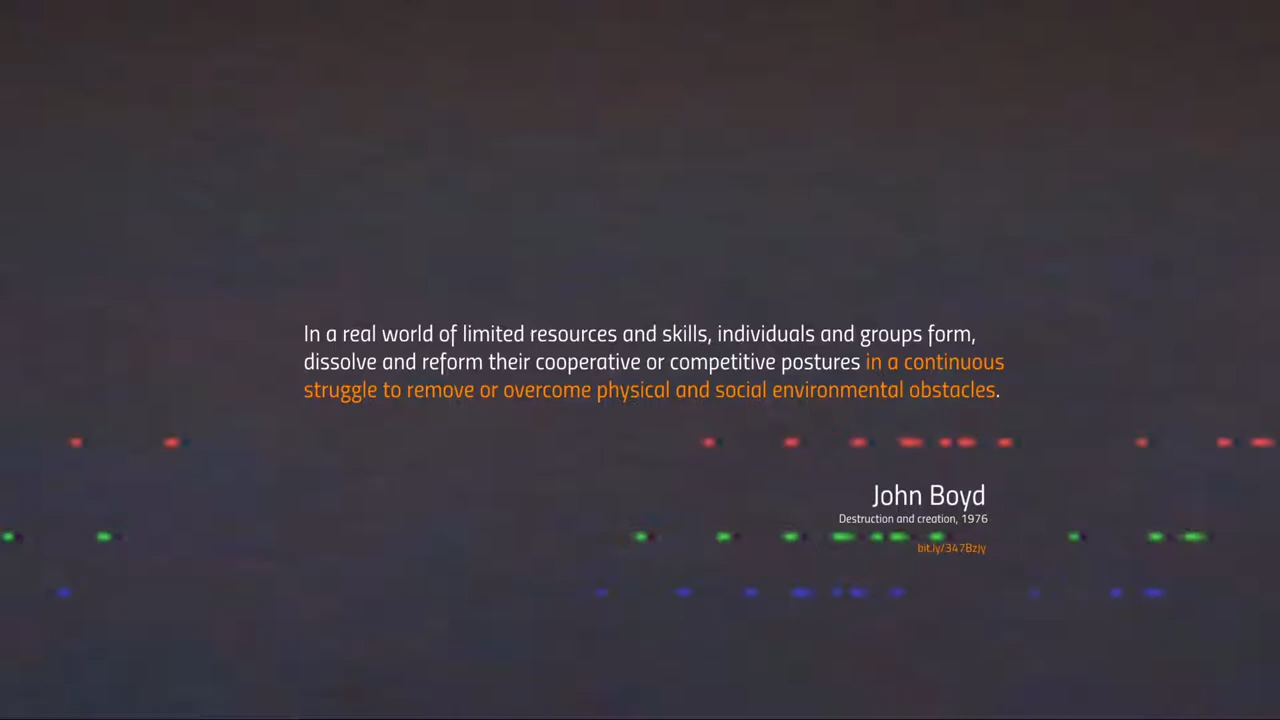 In a real world of limited resources and skills, individuals and groups form,
dissolve and reform their cooperative or competitive postures in a continuous
struggle to remove or overcome physical and social environmental obstacles.
John Boyd
Destruction and creation, 1976
bit.ly/347BzJy